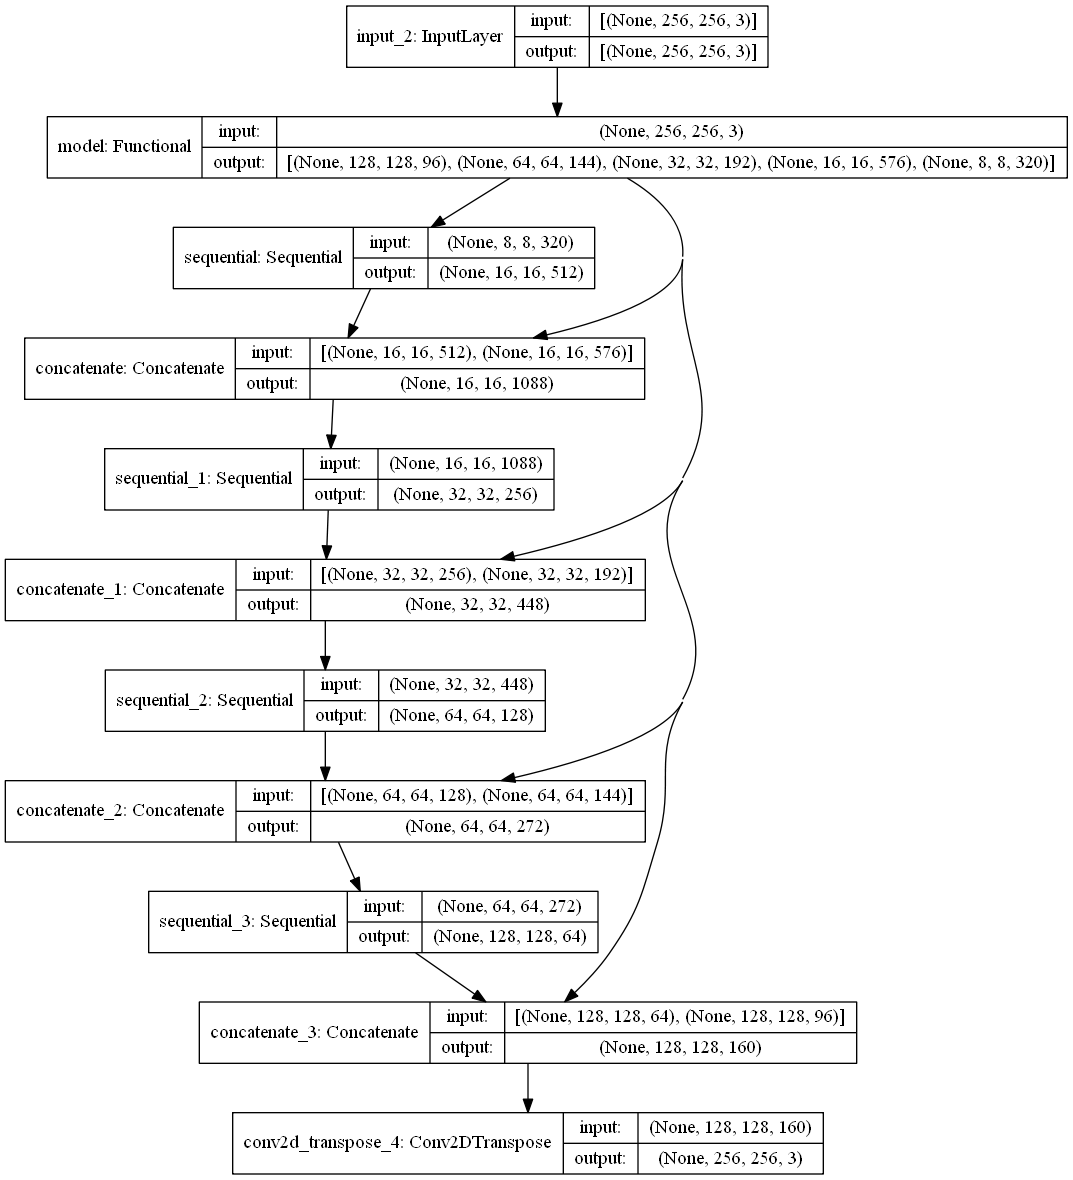 input_2: InputLayer
input: [(None, 256, 256, 3)]
output: [(None, 256, 256, 3)]
model: Functional
input: (None, 256, 256, 3)
output: [(None, 128, 128, 96), (None, 64, 64, 144), (None, 32, 32, 192), (None, 16, 16, 576), (None, 8, 8, 320)]
sequential: Sequential
input: (None, 8, 8, 320)
output: (None, 16, 16, 512)
concatenate: Concatenate
input: [(None, 16, 16, 512), (None, 16, 16, 576)]
output: (None, 16, 16, 1088)
sequential_1: Sequential
input: (None, 16, 16, 1088)
output: (None, 32, 32, 256)
concatenate_1: Concatenate
input: [(None, 32, 32, 256), (None, 32, 32, 192)]
output: (None, 32, 32, 448)
sequential_2: Sequential
input: (None, 32, 32, 448)
output: (None, 64, 64, 128)
concatenate_2: Concatenate
input: [(None, 64, 64, 128), (None, 64, 64, 144)]
output: (None, 64, 64, 272)
sequential_3: Sequential
input: (None, 64, 64, 272)
output: (None, 128, 128, 64)
concatenate_3: Concatenate
input: [(None, 128, 128, 64), (None, 128, 128, 96)]
output: (None, 128, 128, 160)
conv2d_transpose_4: Conv2DTranspose
input: (None, 128, 128, 160)
output: (None, 256, 256, 3)